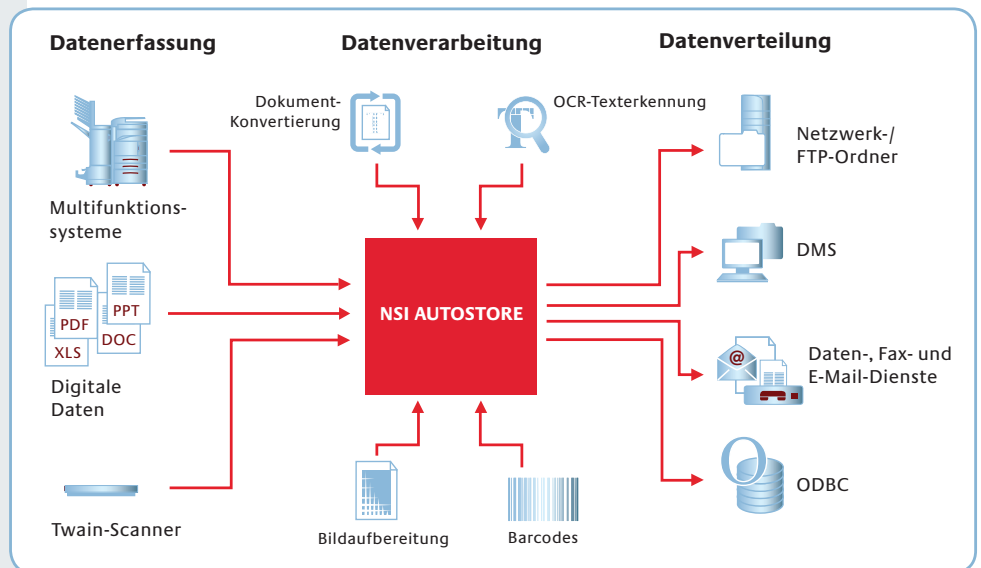 Datenerfassung
Datenverarbeitung
Datenverteilung
Dokument-
Konvertierung
OCR-Texterkennung
T
Netzwerk-/
FTP-Ordner
Multifunktions-
systeme
DMS
NSI AUTOSTORE
PDF
PPT
XLS
DOC
Digitale
Daten
@
Daten-, Fax- und
E-Mail-Dienste
O
ODBC
Twain-Scanner
Bildaufbereitung
Barcodes